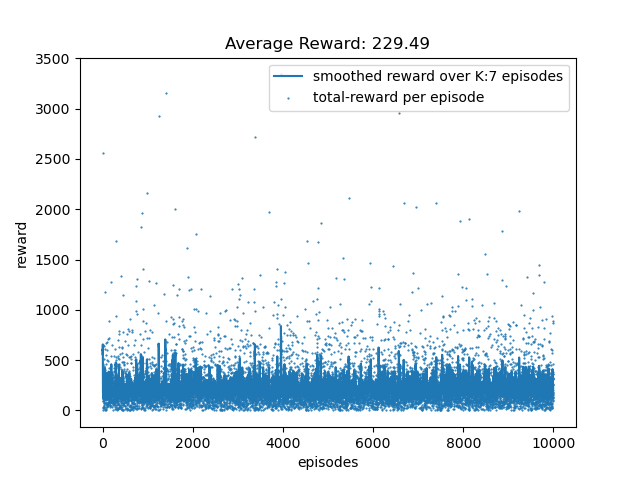 Average Reward: 229.49
smoothed reward over K:7 episodes
total-reward per episode
3500
3000
2500
2000
1500
1000
500
0
reward
0 2000 4000 6000 8000 10000
episodes